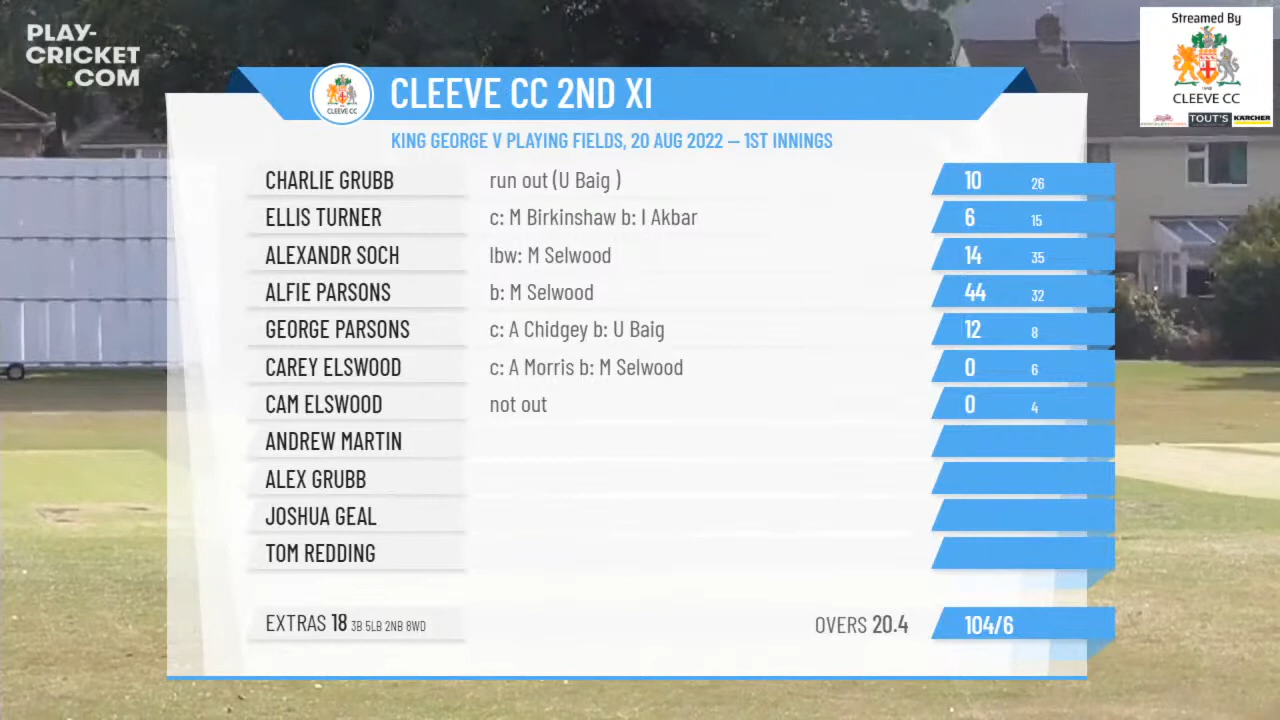 PLAY-
CRICKET
.COM
Streamed By
CLEEVE CC
TOUT'S KÄRCHER
CLEEVE CC
CLEEVE CC 2ND XI
KING GEORGE V PLAYING FIELDS, 20 AUG 2022 – 1ST INNINGS
CHARLIE GRUBB run out (U Baig ) 10 26
ELLIS TURNER c: M Birkinshaw b: I Akbar 6 15
ALEXANDR SOCH lbw: M Selwood 14 35
ALFIE PARSONS b: M Selwood 44 32
GEORGE PARSONS c: A Chidgey b: U Baig 12 8
CAREY ELSWOOD c: A Morris b: M Selwood 0 6
CAM ELSWOOD not out 0 4
ANDREW MARTIN
ALEX GRUBB
JOSHUA GEAL
TOM REDDING
EXTRAS 18 3B 5LB 2NB 8WD OVERS 20.4 104/6